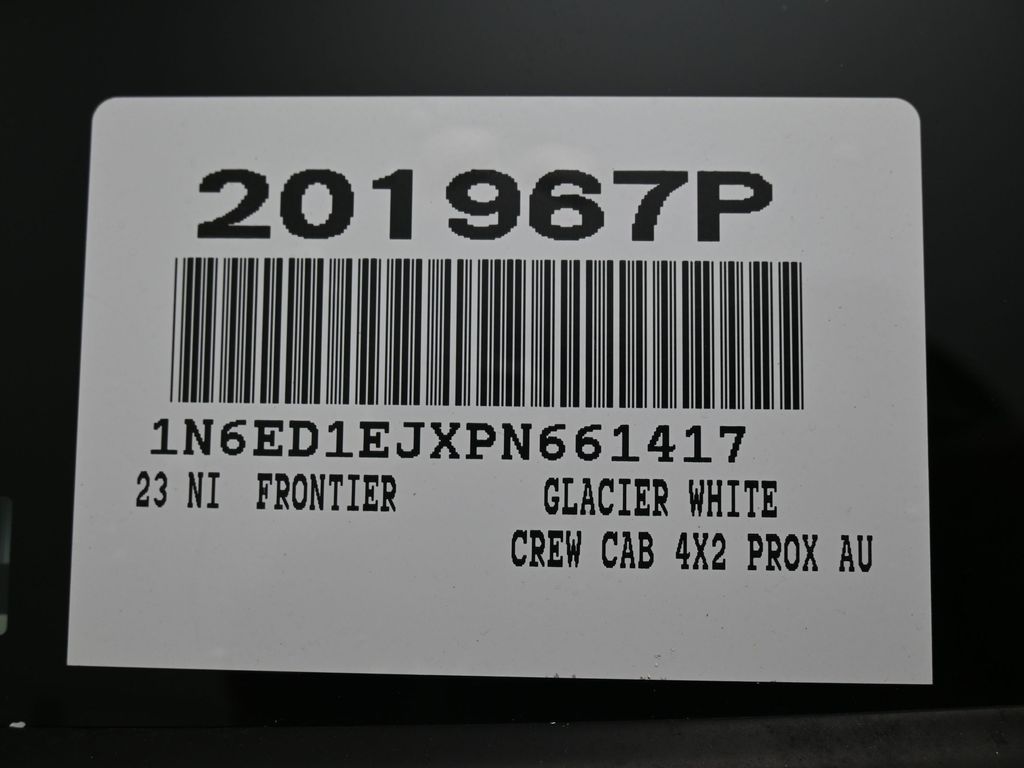 201967P
1N6ED1EJXPN661417
23 NI FRONTIER GLACIER WHITE
CREW CAB 4X2 PROX AU